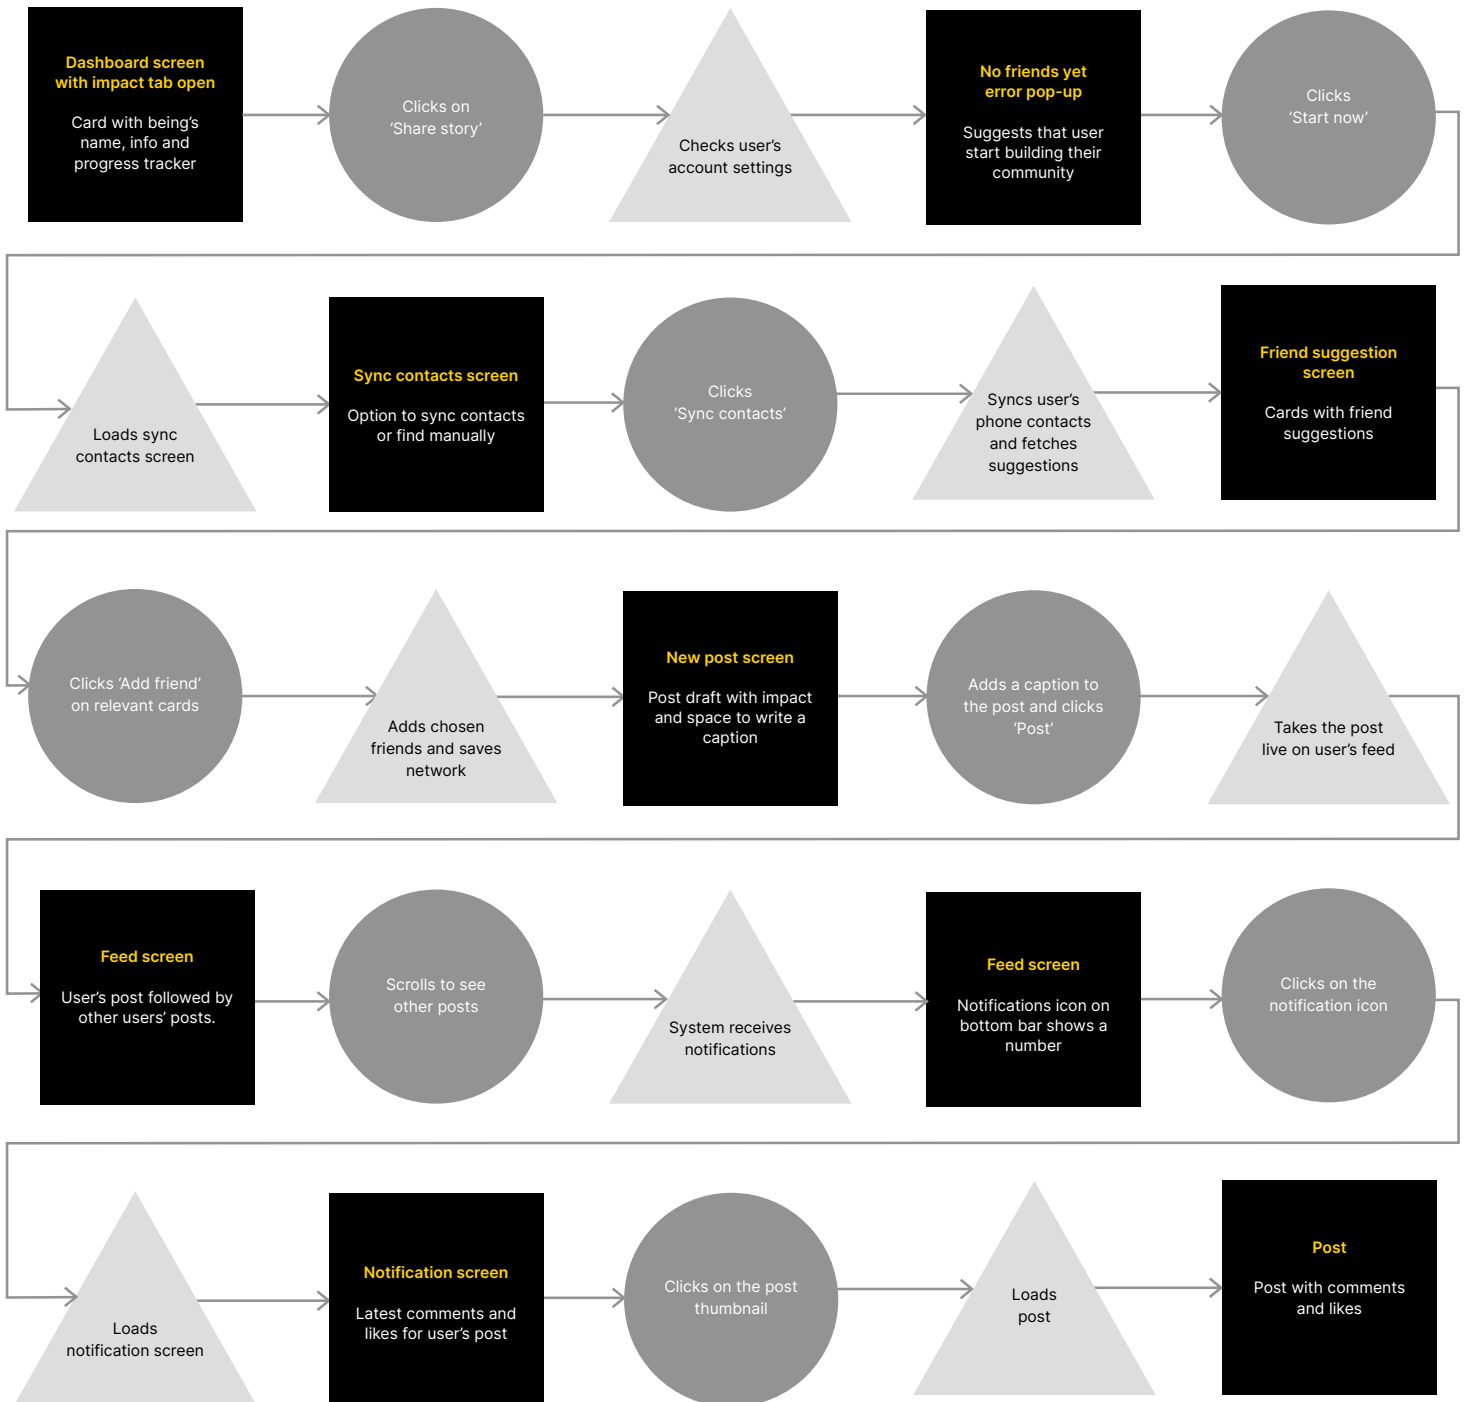 Dashboard screen
with impact tab open
Card with being’s
name, info and
progress tracker
Clicks on
‘Share story’
Checks user’s
account settings
No friends yet
error pop-up
Suggests that user
start building their
community
Clicks
‘Start now’
Loads sync
contacts screen
Sync contacts screen
Option to sync contacts
or find manually
Clicks
‘Sync contacts’
Syncs user’s
phone contacts
and fetches
suggestions
Friend suggestion
screen
Cards with friend
suggestions
Clicks ‘Add friend’
on relevant cards
Adds chosen
friends and saves
network
New post screen
Post draft with impact
and space to write a
caption
Adds a caption to
the post and clicks
‘Post’
Takes the post
live on user’s feed
Feed screen
User’s post followed by
other users’ posts.
Scrolls to see
other posts
System receives
notifications
Feed screen
Notifications icon on
bottom bar shows a
number
Clicks on the
notification icon
Loads
notification screen
Notification screen
Latest comments and
likes for user’s post
Clicks on the post
thumbnail
Loads
post
Post
Post with comments
and likes